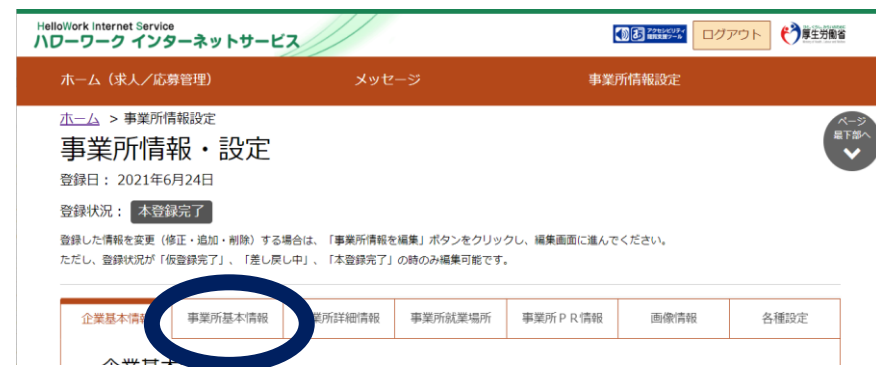 HelloWork Internet Service
ハローワーク インターネットサービス
ログアウト
厚生労働省
ホーム（求人／応募管理）
メッセージ
事業所情報設定
ホーム > 事業所情報設定
ページ
最下部へ
事業所情報・設定
登録日： 2021年6月24日
登録状況： 本登録完了
登録した情報を変更（修正・追加・削除）する場合は、「事業所情報を編集」ボタンをクリックし、編集画面に進んでください。
ただし、登録状況が「仮登録完了」、「差し戻し中」、「本登録完了」の時のみ編集可能です。
企業基本情
事業所基本情報
業所詳細情報
事業所就業場所
事業所ＰＲ情報
画像情報
各種設定
企業基